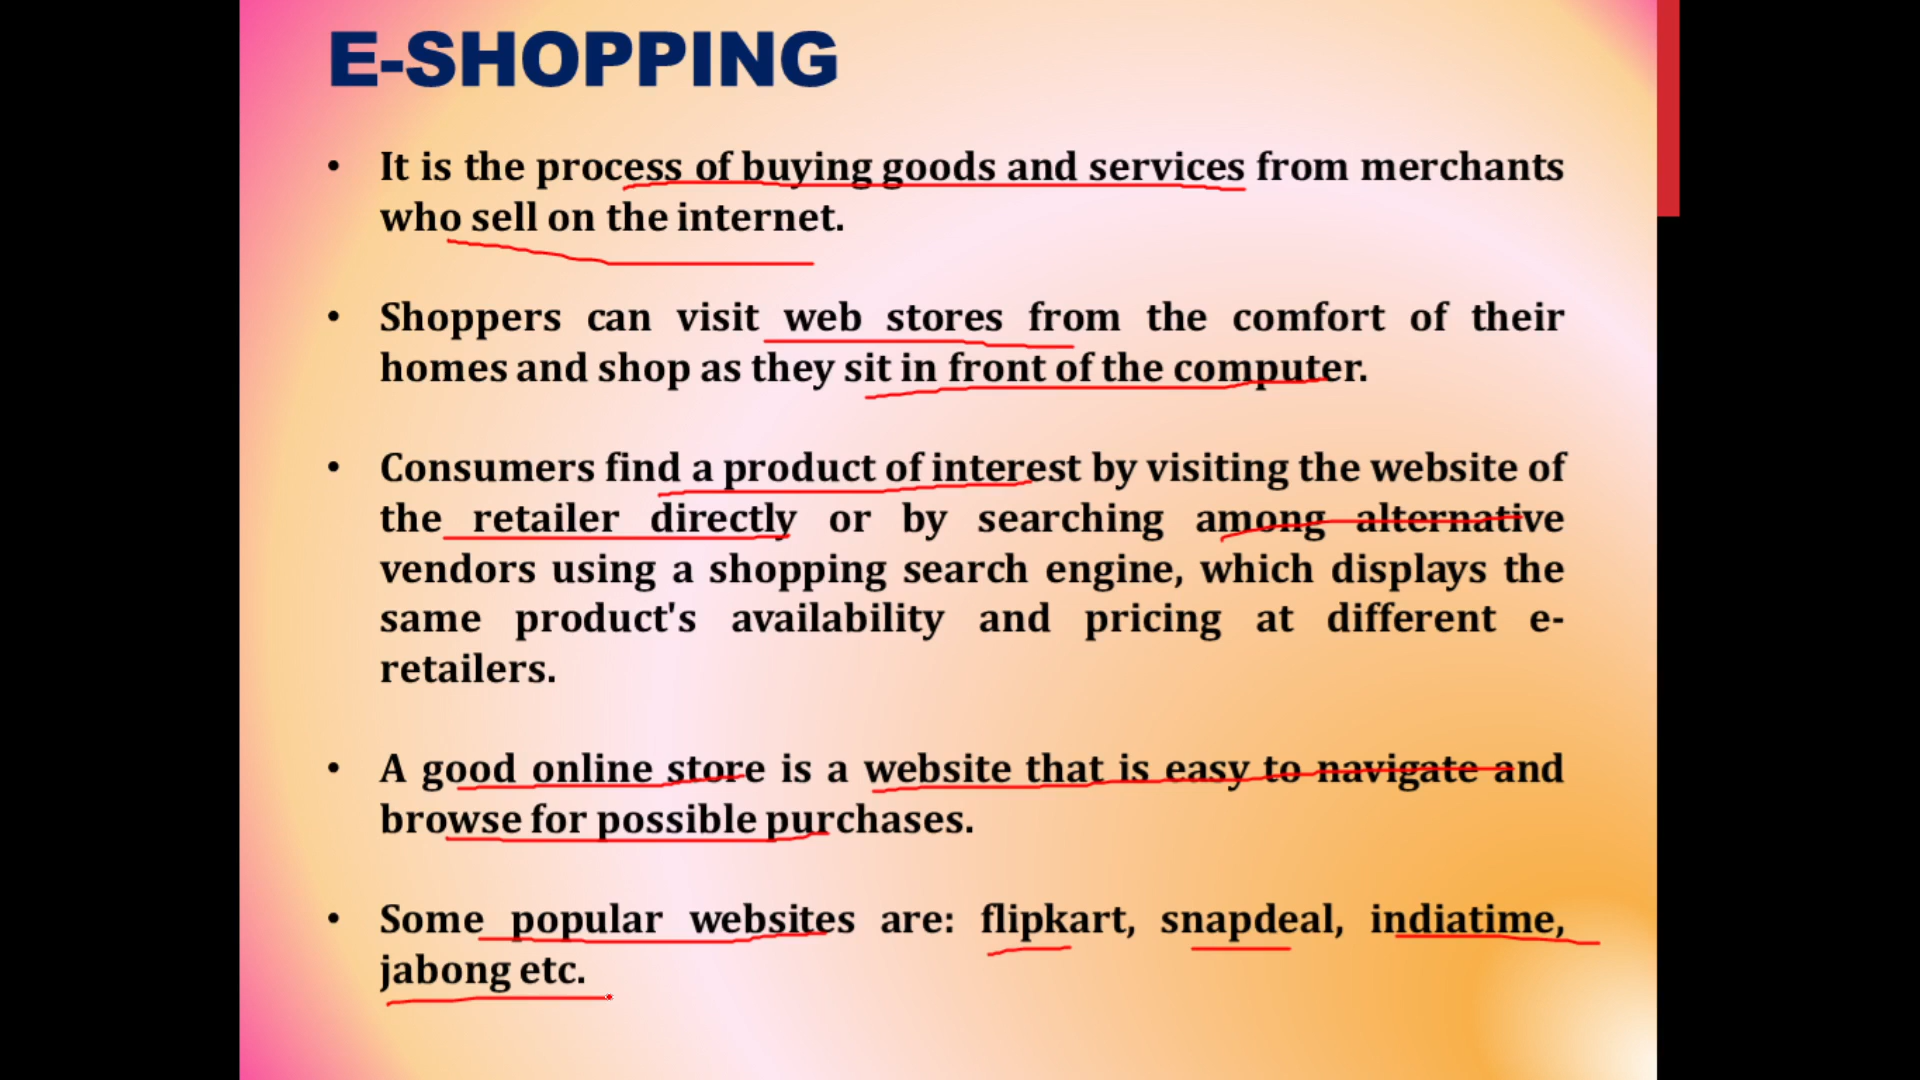 E-SHOPPING
• It is the process of buying goods and services from merchants
who sell on the internet.
• Shoppers can visit web stores from the comfort of their
homes and shop as they sit in front of the computer.
• Consumers find a product of interest by visiting the website of
the retailer directly or by searching among alternative
vendors using a shopping search engine, which displays the
same product's availability and pricing at different e-
retailers.
• A good online store is a website that is easy to navigate and
browse for possible purchases.
• Some popular websites are: flipkart, snapdeal, indiatime,
jabong etc.